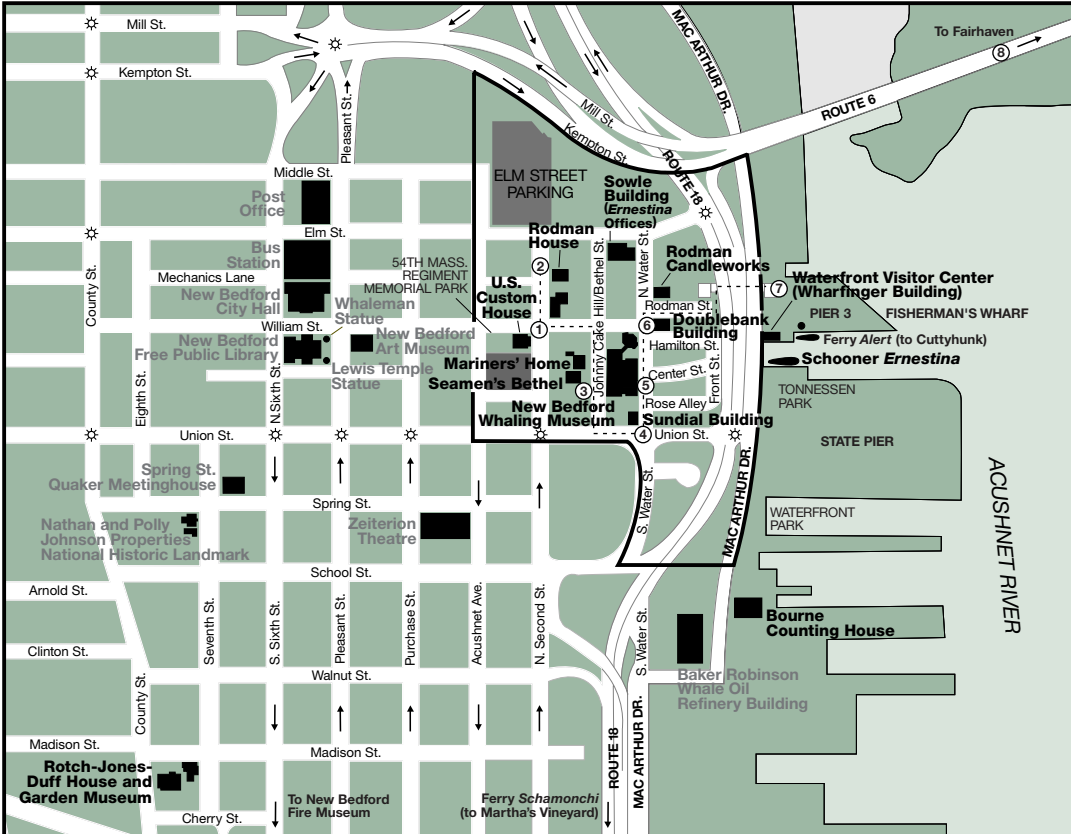 Mill St.
Kempton St.
Pleasant St.
MAC ARTHUR DR.
To Fairhaven
8
ROUTE 6
Mill St.
Kempton St.
ROUTE 18
Middle St.
Post
Office
ELM STREET
PARKING
Sowle
Building
(Ernestina
Offices)
Elm St.
Bus
Station
Mechanics Lane
New Bedford
City Hall
54TH MASS.
REGIMENT
MEMORIAL PARK
Rodman
House
2
U.S.
Custom
House
1
Johnny Cake Hill/Bethel St.
N. Water St.
Rodman
Candleworks
Rodman St.
7
Waterfront Visitor Center
(Wharfinger Building)
PIER 3
FISHERMAN'S WHARF
County St.
Whaleman
Statue
William St.
New Bedford
Free Public Library
New Bedford
Art Museum
Lewis Temple
Statue
6
Doublebank
Building
Hamilton St.
Ferry Alert (to Cuttyhunk)
Schooner Ernestina
Mariners' Home
Seamen's Bethel
3
Center St.
5
Front St.
Rose Alley
New Bedford
Whaling Museum
Sundial Building
TONNESSEN
PARK
Eighth St.
N.Sixth St.
Union St.
4
Union St.
STATE PIER
Spring St.
Quaker Meetinghouse
Spring St.
S. Water St.
MAC ARTHUR DR.
WATERFRONT
PARK
ACUSHNET RIVER
Nathan and Polly
Johnson Properties
National Historic Landmark
Zeiterion
Theatre
School St.
Arnold St.
Seventh St.
S. Sixth St.
Pleasant St.
Purchase St.
Acushnet Ave.
N. Second St.
S. Water St.
Bourne
Counting House
Clinton St.
Walnut St.
Baker Robinson
Whale Oil
Refinery Building
County St.
Madison St.
Madison St.
ROUTE 18
MAC ARTHUR DR.
Rotch-Jones-
Duff House and
Garden Museum
To New Bedford
Fire Museum
Ferry Schamonchi
(to Martha's Vineyard)
Cherry St.